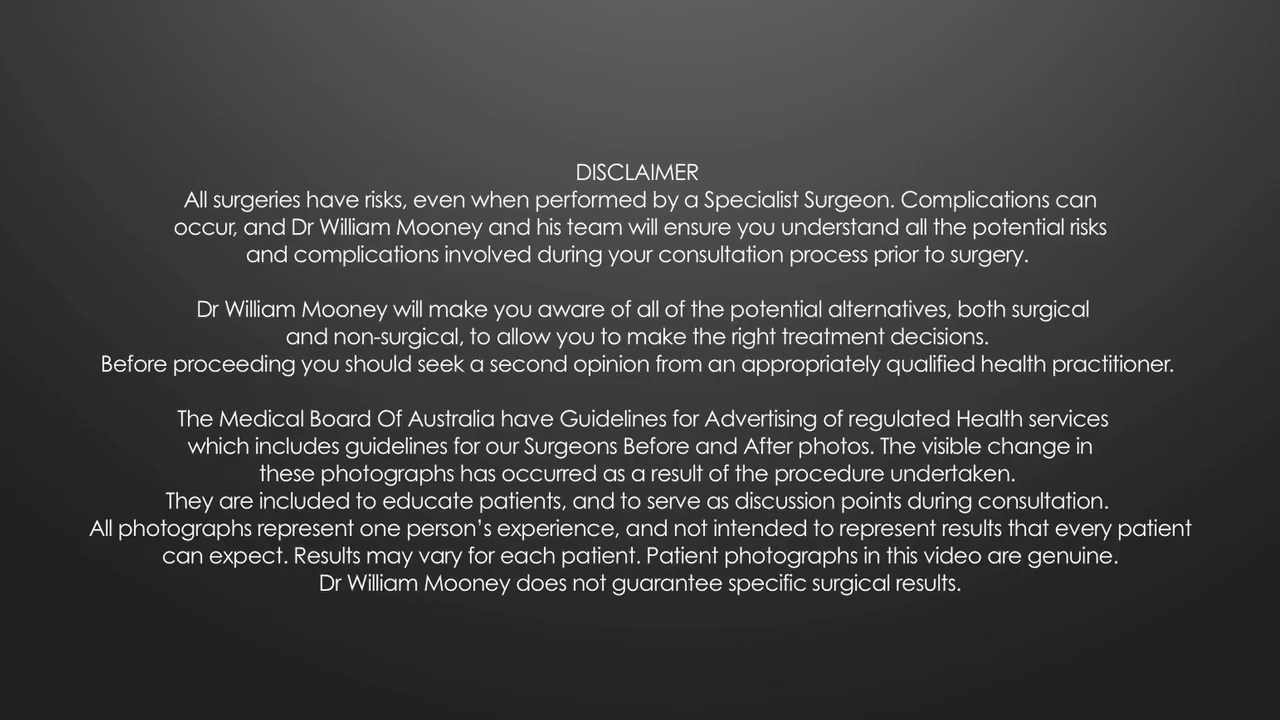 DISCLAIMER
All surgeries have risks, even when performed by a Specialist Surgeon. Complications can
occur, and Dr William Mooney and his team will ensure you understand all the potential risks
and complications involved during your consultation process prior to surgery.
Dr William Mooney will make you aware of all of the potential alternatives, both surgical
and non-surgical, to allow you to make the right treatment decisions.
Before proceeding you should seek a second opinion from an appropriately qualified health practitioner.
The Medical Board Of Australia have Guidelines for Advertising of regulated Health services
which includes guidelines for our Surgeons Before and After photos. The visible change in
these photographs has occurred as a result of the procedure undertaken.
They are included to educate patients, and to serve as discussion points during consultation.
All photographs represent one person’s experience, and not intended to represent results that every patient
can expect. Results may vary for each patient. Patient photographs in this video are genuine.
Dr William Mooney does not guarantee specific surgical results.